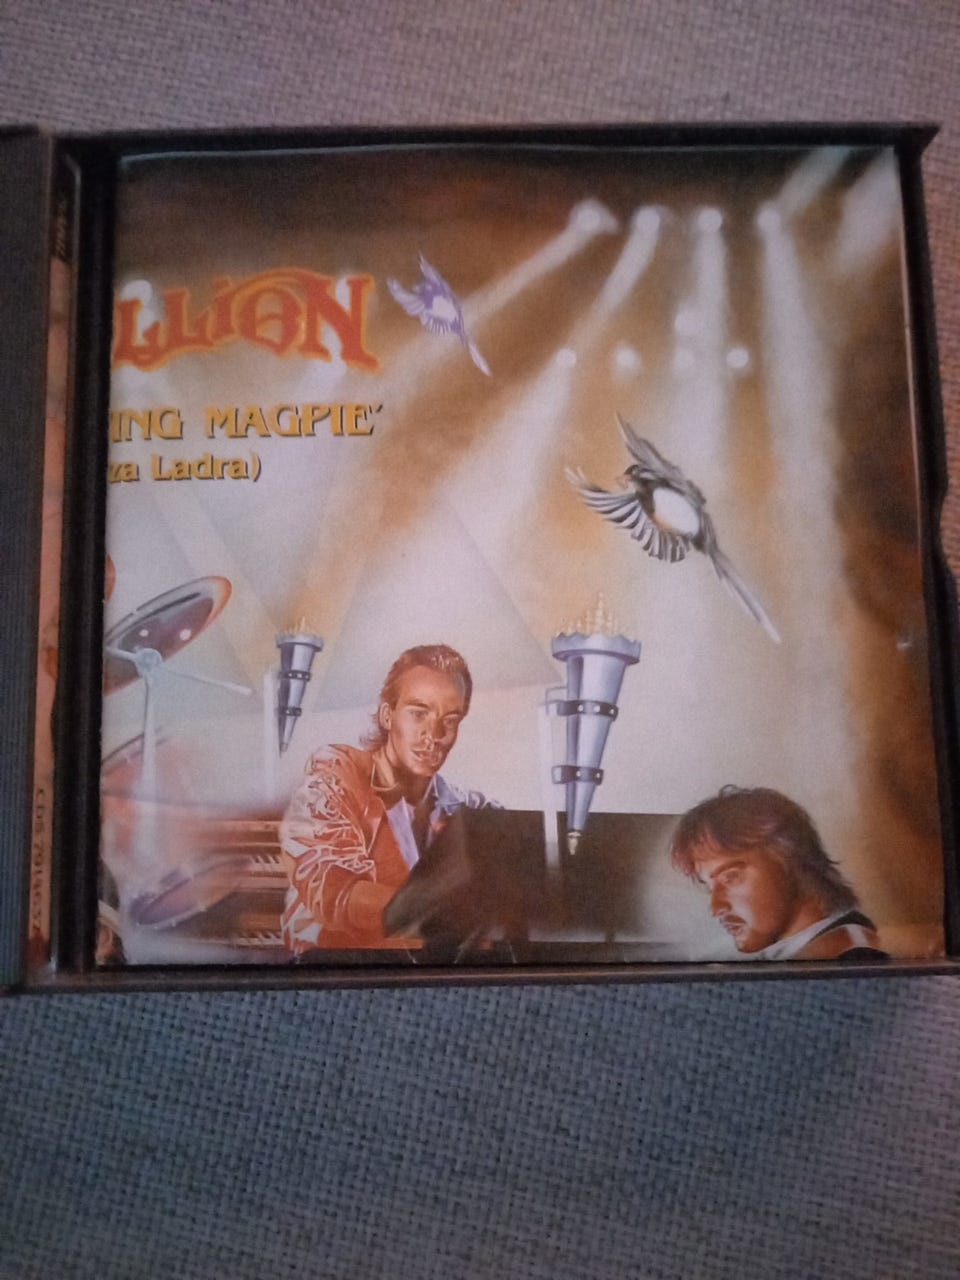 LLiON
ING MAGPIE'
za Ladra)